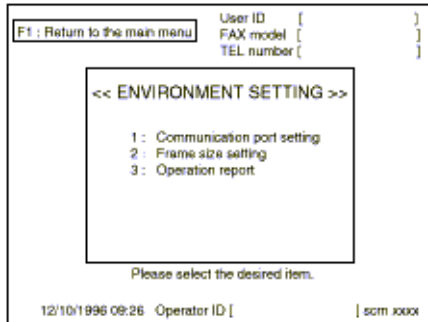 F1 : Return to the main menu
User ID [ ]
FAX model [ ]
TEL number [ ]
<< ENVIRONMENT SETTING >>
1 : Communication port setting
2 : Frame size setting
3 : Operation report
Please select the desired item.
12/10/1996 09:26 Operator ID [ ] scrn xxxx